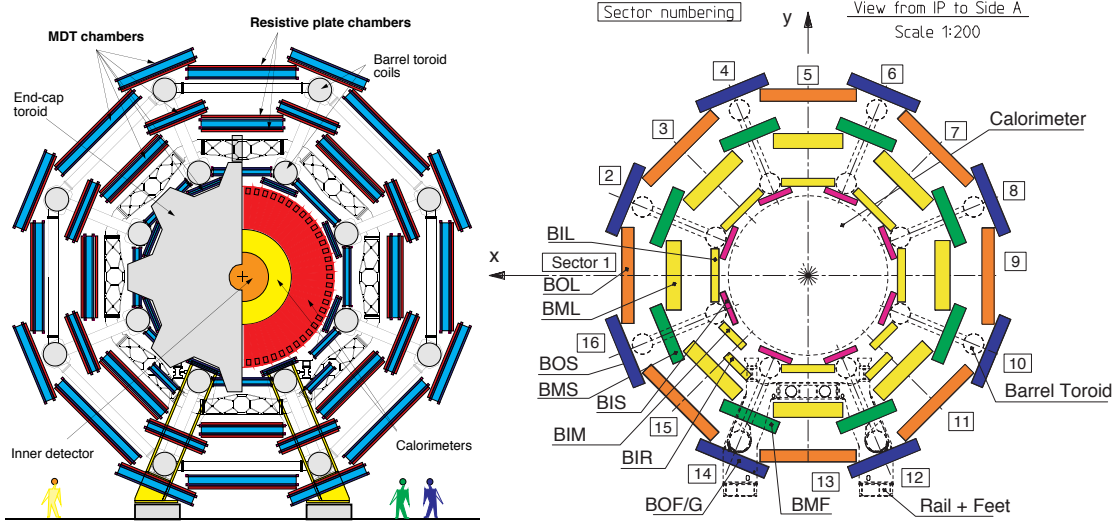 MDT chambers
Resistive plate chambers
Barrel toroid
coils
End-cap
toroid
Inner detector
Calorimeters
Sector numbering
y
View from IP to Side A
Scale 1:200
4
5
6
3
7
Calorimeter
2
8
BIL
x
Sector 1
9
BOL
BML
16
10
BOS
BMS
Barrel Toroid
BIS
15
11
BIM
BIR
14
13
12
BOF/G
BMF
Rail + Feet